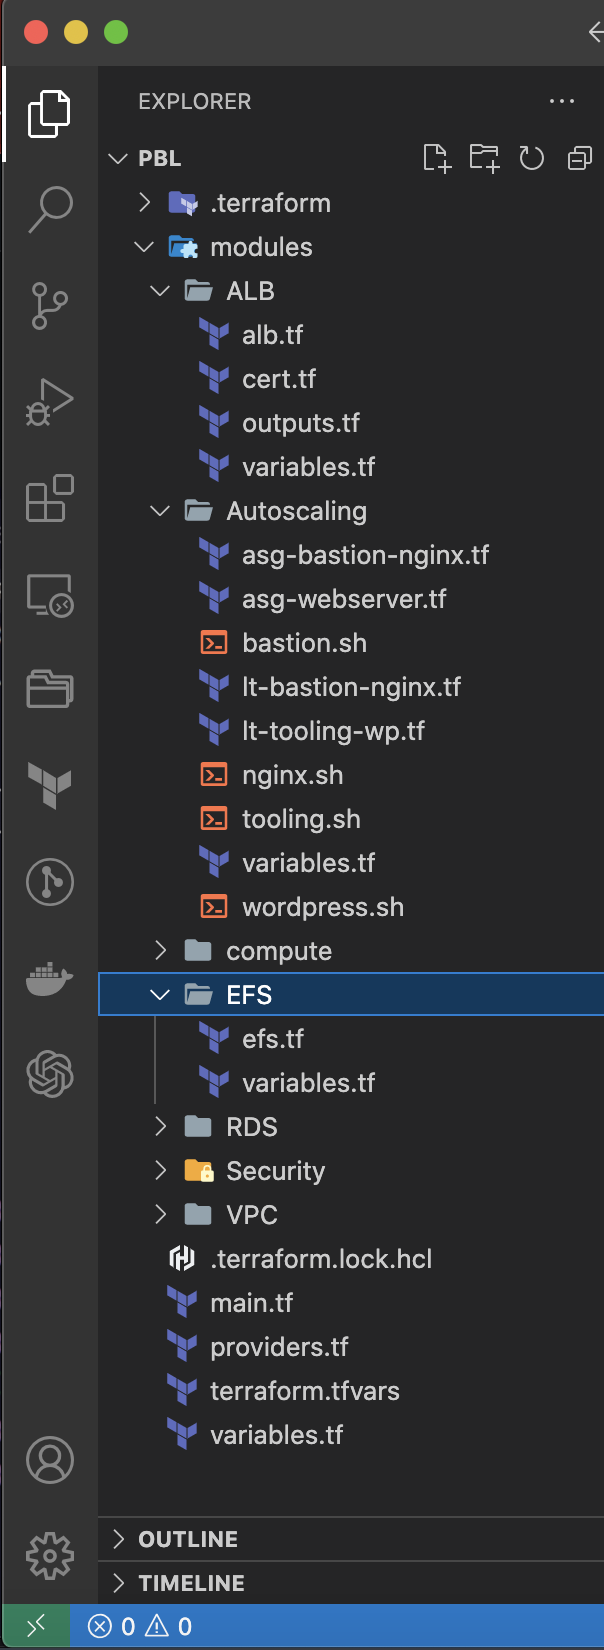 EXPLORER
PBL
.terraform
modules
ALB
alb.tf
cert.tf
outputs.tf
variables.tf
Autoscaling
asg-bastion-nginx.tf
asg-webserver.tf
bastion.sh
lt-bastion-nginx.tf
lt-tooling-wp.tf
nginx.sh
tooling.sh
variables.tf
wordpress.sh
compute
EFS
efs.tf
variables.tf
RDS
Security
VPC
.terraform.lock.hcl
main.tf
providers.tf
terraform.tfvars
variables.tf
OUTLINE
TIMELINE
0 0